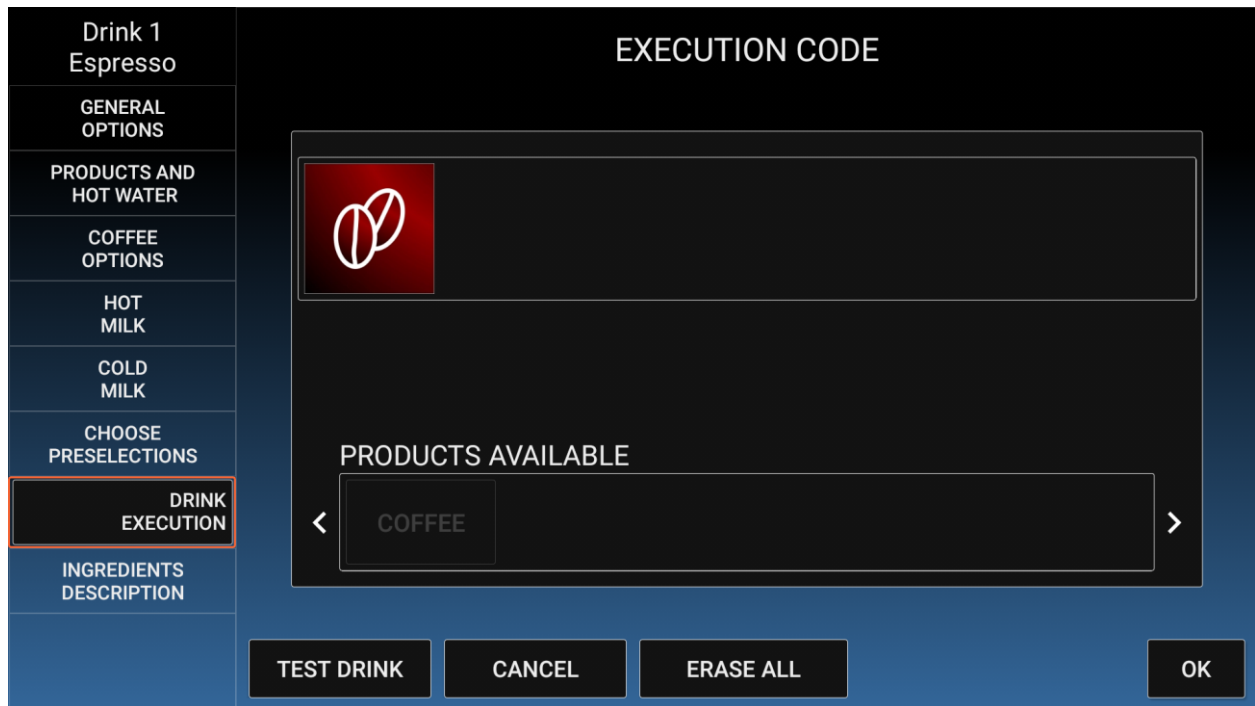 Drink 1
Espresso
GENERAL
OPTIONS
PRODUCTS AND
HOT WATER
COFFEE
OPTIONS
HOT
MILK
COLD
MILK
CHOOSE
PRESELECTIONS
DRINK
EXECUTION
INGREDIENTS
DESCRIPTION
EXECUTION CODE
PRODUCTS AVAILABLE
COFFEE
TEST DRINK
CANCEL
ERASE ALL
OK